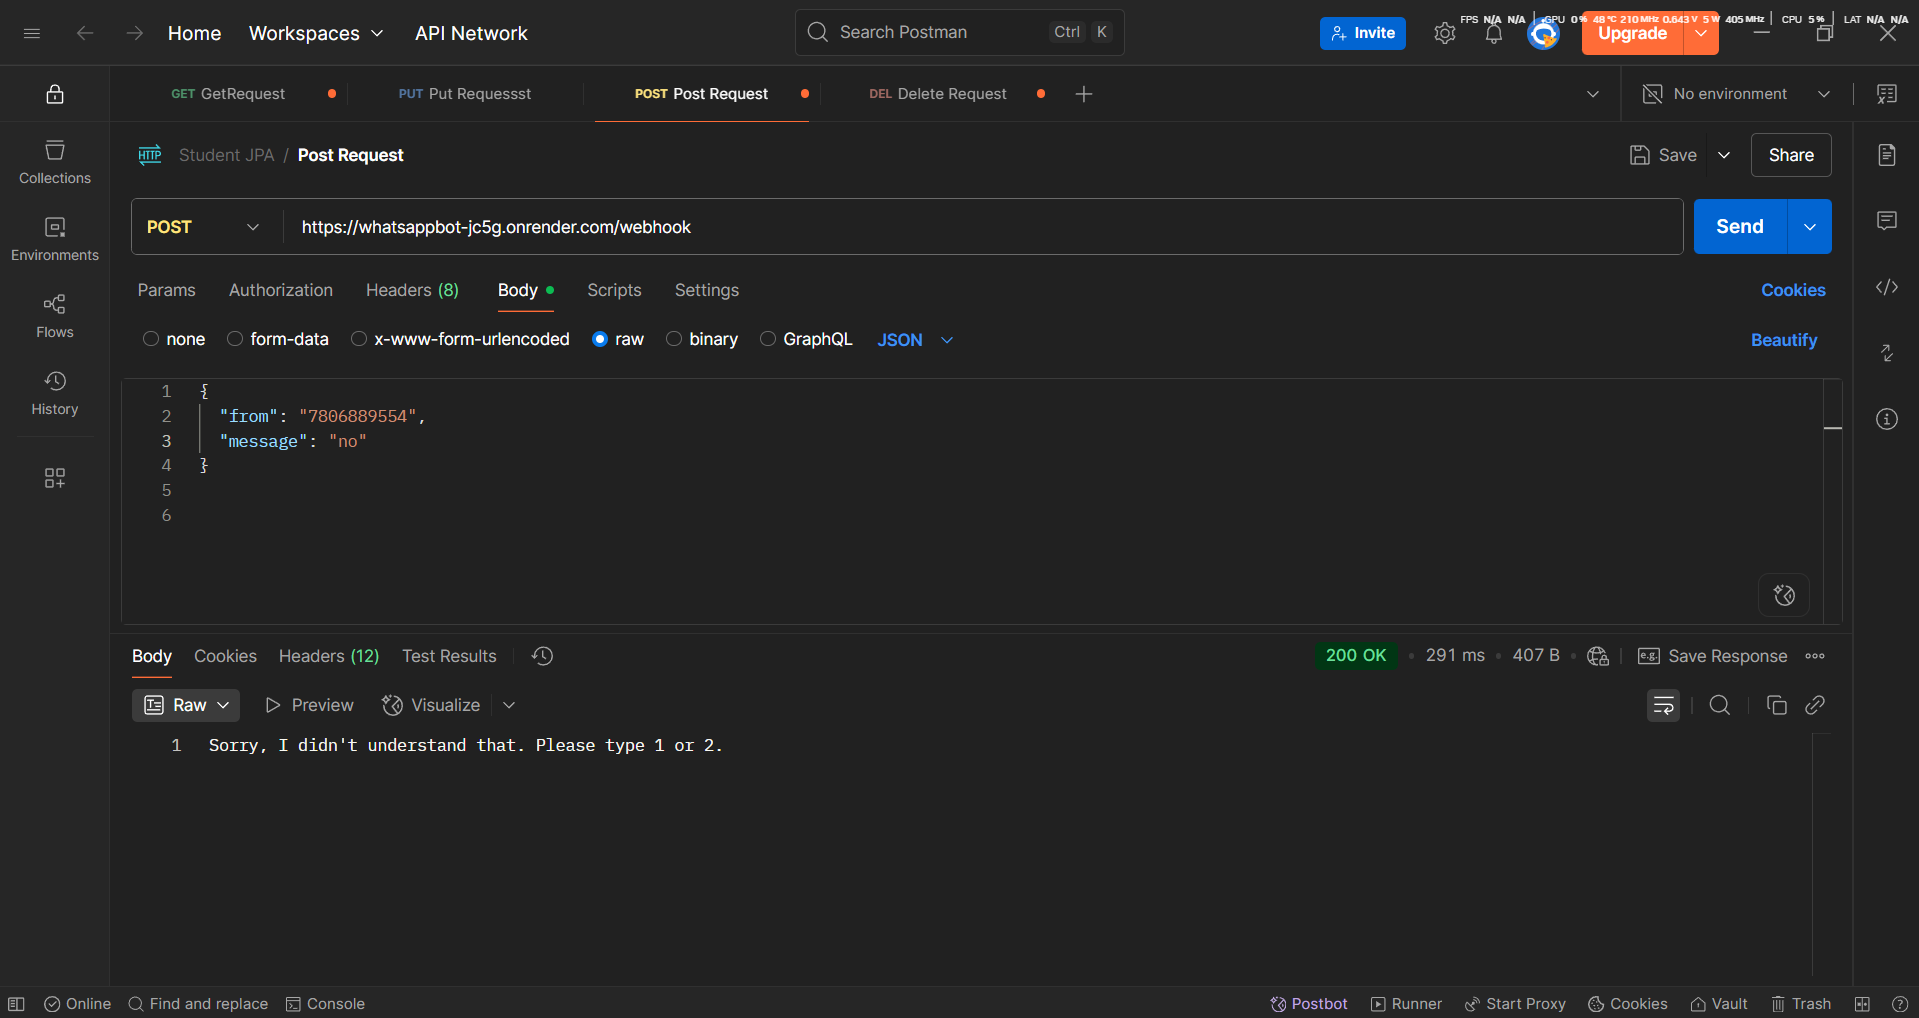 FPS N/A N/A GPU 0% 48°C 210 MHz 0.643 V 5 W 405 MHz CPU 5% LAT N/A N/A
Home Workspaces API Network Search Postman Ctrl K Invite Upgrade
GET GetRequest PUT Put Requessst POST Post Request DEL Delete Request No environment
HTTP Student JPA / Post Request Save Share
Collections
Environments
Flows
History
POST https://whatsappbot-jc5g.onrender.com/webhook Send
Params Authorization Headers (8) Body Scripts Settings Cookies
none form-data x-www-form-urlencoded raw binary GraphQL JSON Beautify
1 {
2 "from": "7806889554",
3 "message": "no"
4 }
5
6
Body Cookies Headers (12) Test Results 200 OK 291 ms 407 B e.g. Save Response
Raw Preview Visualize
1 Sorry, I didn't understand that. Please type 1 or 2.
Online Find and replace Console Postbot Runner Start Proxy Cookies Vault Trash